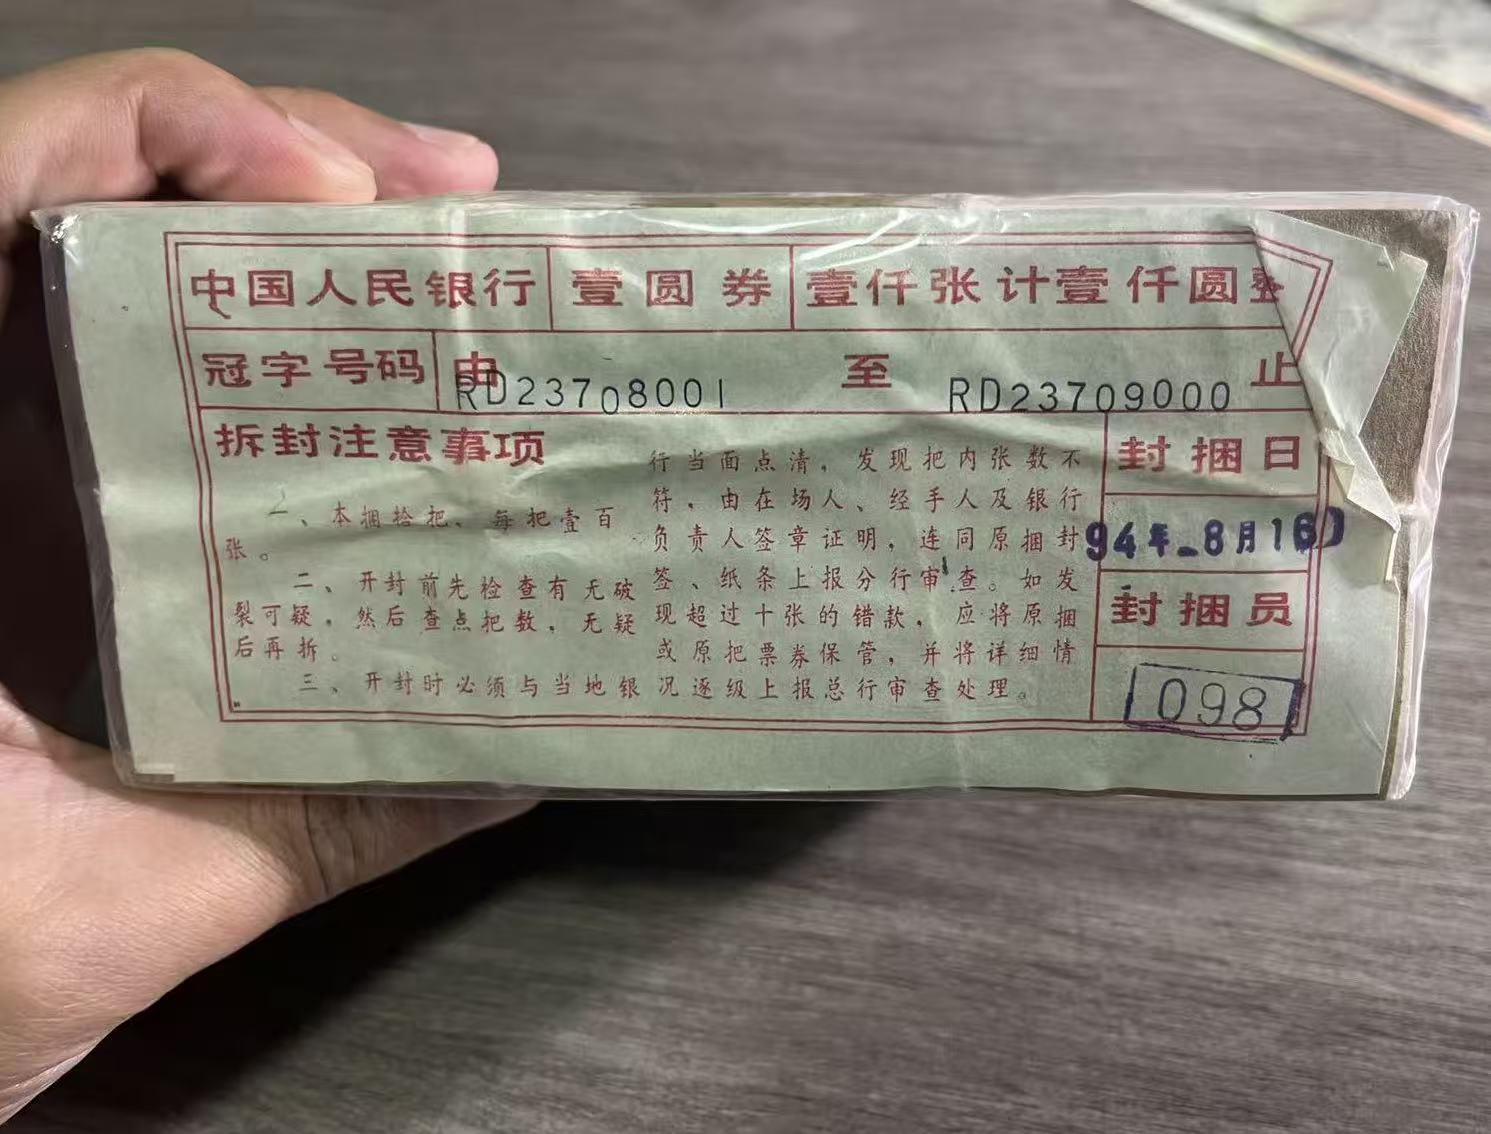 中国人民银行 壹圆券 壹仟张计壹仟圆整
冠字号码 由 RD23708001 至 RD23709000 止
拆封注意事项
一、本捆拾把、每把壹百
张。
二、开封前先检查有无破
裂可疑，然后查点把数，无疑
后再拆。
三、开封时必须与当地银
行当面点清，发现把内张数不
符，由在场人、经手人及银行
负责人签章证明，连同原捆封
签、纸条上报分行审查。如发
现超过十张的错款，应将原捆
或原把票券保管，并将详细情
况逐级上报总行审查处理。
封捆日
94年-8月16日
封捆员
098